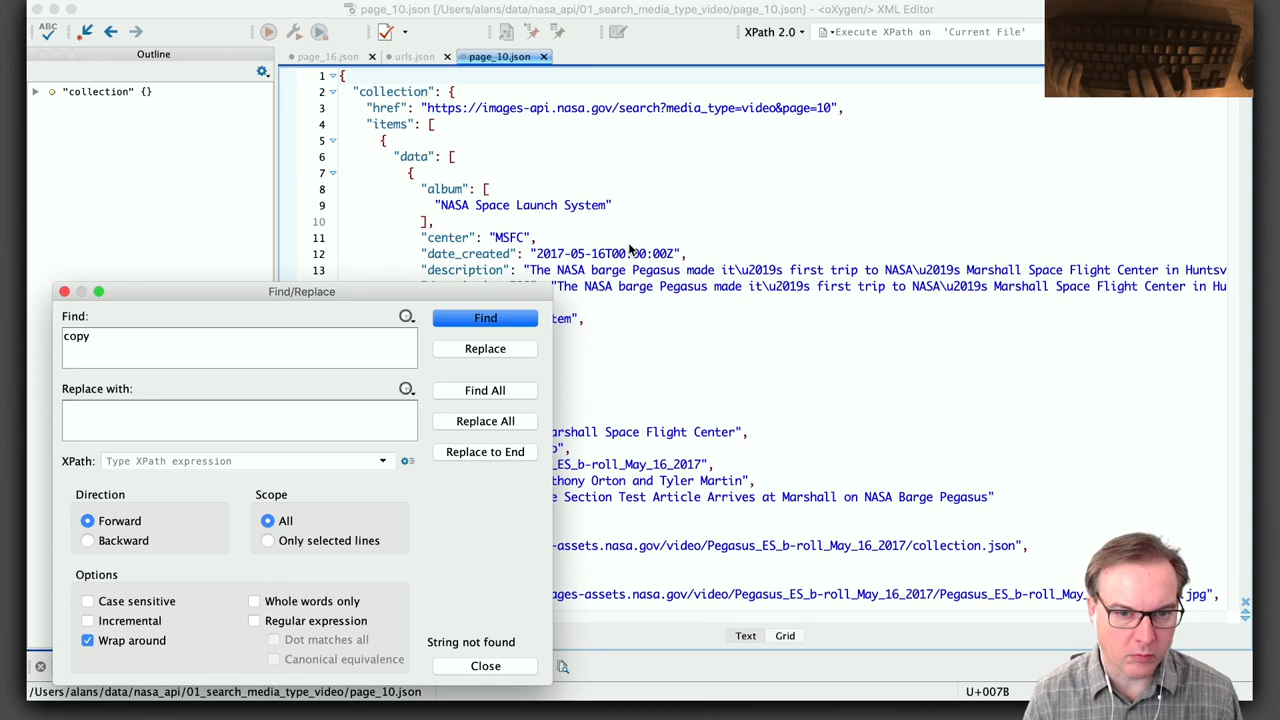 page_10.json [/Users/alans/data/nasa_api/01_search_media_type_video/page_10.json] - <oXygen/> XML Editor
ABC
XPath 2.0
Execute XPath on 'Current File'
Outline
page_16.json
urls.json
page_10.json
"collection" {}
1 {
2 "collection": {
3 "href": "https://images-api.nasa.gov/search?media_type=video&page=10",
4 "items": [
5 {
6 "data": [
7 {
8 "album": [
9 "NASA Space Launch System"
10 ],
11 "center": "MSFC",
12 "date_created": "2017-05-16T00:00:00Z",
13 "description": "The NASA barge Pegasus made it\u2019s first trip to NASA\u2019s Marshall Space Flight Center in Huntsv
"The NASA barge Pegasus made it\u2019s first trip to NASA\u2019s Marshall Space Flight Center in Hu
tem",
arshall Space Flight Center",
o",
_ES_b-roll_May_16_2017",
thony Orton and Tyler Martin",
e Section Test Article Arrives at Marshall on NASA Barge Pegasus"
-assets.nasa.gov/video/Pegasus_ES_b-roll_May_16_2017/collection.json",
ges-assets.nasa.gov/video/Pegasus_ES_b-roll_May_16_2017/Pegasus_ES_b-roll_May_
.jpg",
Find/Replace
Find:
copy
Find
Replace
Replace with:
Find All
Replace All
Replace to End
XPath:
Type XPath expression
Direction
Forward
Backward
Scope
All
Only selected lines
Options
Case sensitive
Whole words only
Incremental
Regular expression
Wrap around
Dot matches all
Canonical equivalence
String not found
Close
Text
Grid
/Users/alans/data/nasa_api/01_search_media_type_video/page_10.json
U+007B